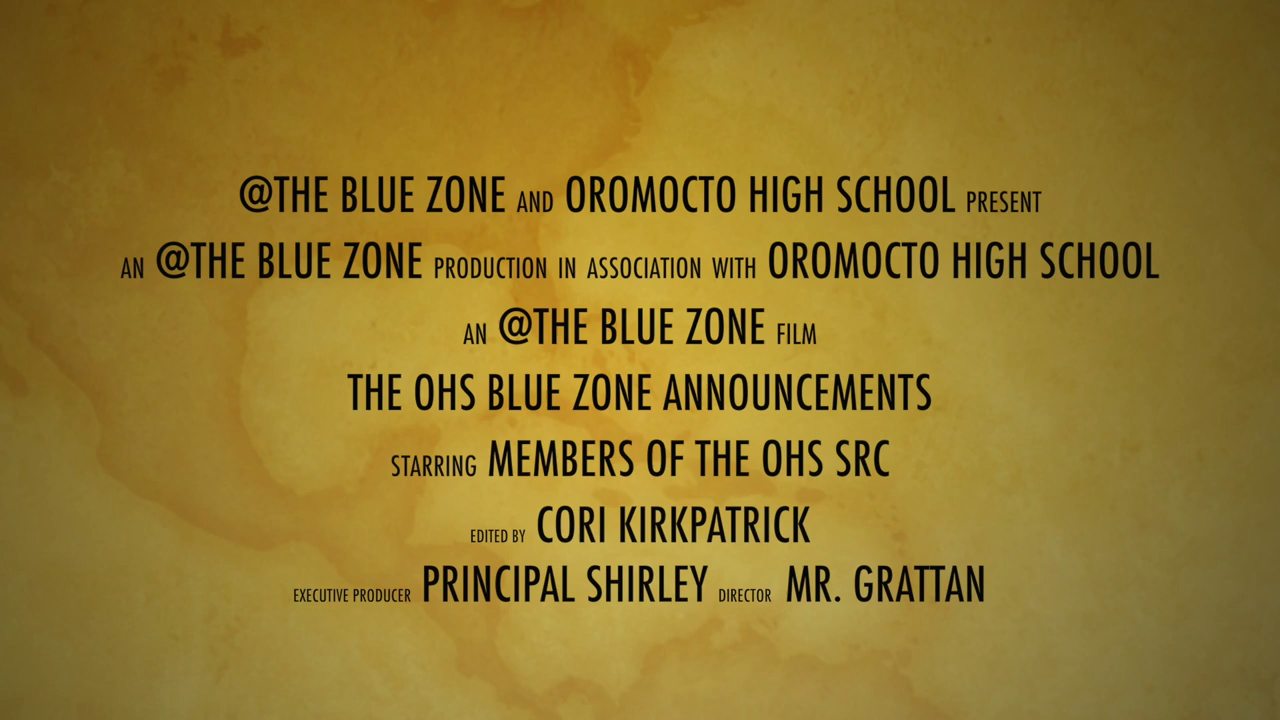 @THE BLUE ZONE AND OROMOCTO HIGH SCHOOL PRESENT
AN @THE BLUE ZONE PRODUCTION IN ASSOCIATION WITH OROMOCTO HIGH SCHOOL
AN @THE BLUE ZONE FILM
THE OHS BLUE ZONE ANNOUNCEMENTS
STARRING MEMBERS OF THE OHS SRC
EDITED BY CORI KIRKPATRICK
EXECUTIVE PRODUCER PRINCIPAL SHIRLEY DIRECTOR MR. GRATTAN